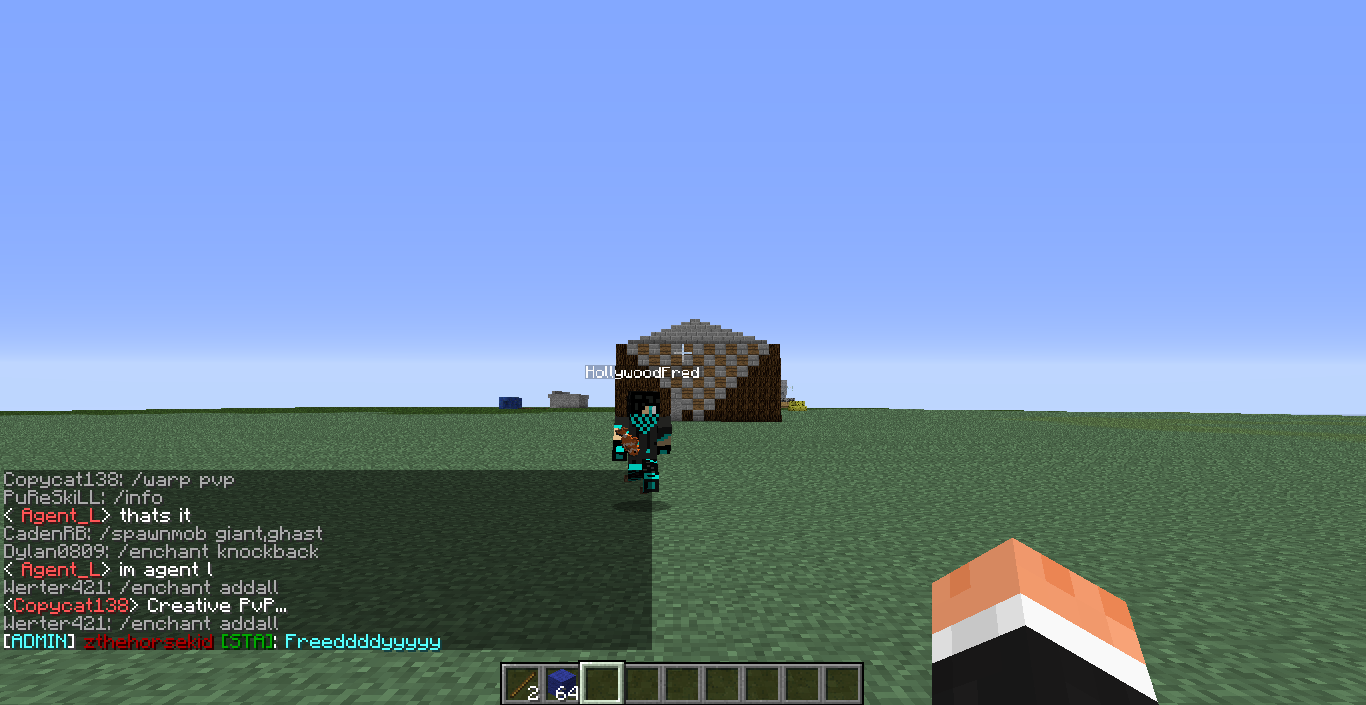 HollywoodFred
Copycat138: /warp pvp
PuReSkiLL: /info
< Agent_L> thats it
CadenRB: /spawnmob giant,ghast
Dylan0809: /enchant knockback
< Agent_L> im agent l
Werter421: /enchant addall
<Copycat138> Creative PvP...
Werter421: /enchant addall
[ADMIN] zthehorsekid [STA]: Freeddddyyyyy
2 64